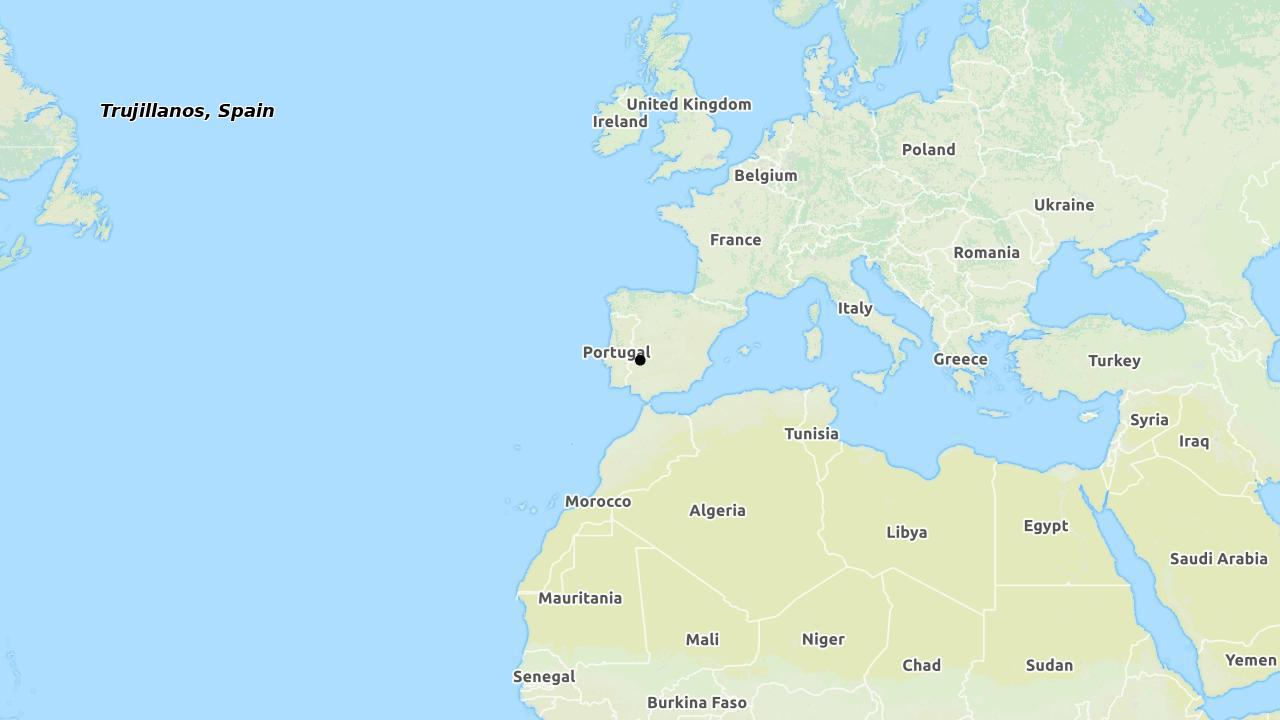 Trujillanos, Spain
United Kingdom
Ireland
Poland
Belgium
Ukraine
France
Romania
Italy
Portugal
Greece
Turkey
Syria
Tunisia
Iraq
Morocco
Algeria
Libya
Egypt
Saudi Arabia
Mauritania
Mali
Niger
Chad
Sudan
Yemen
Senegal
Burkina Faso